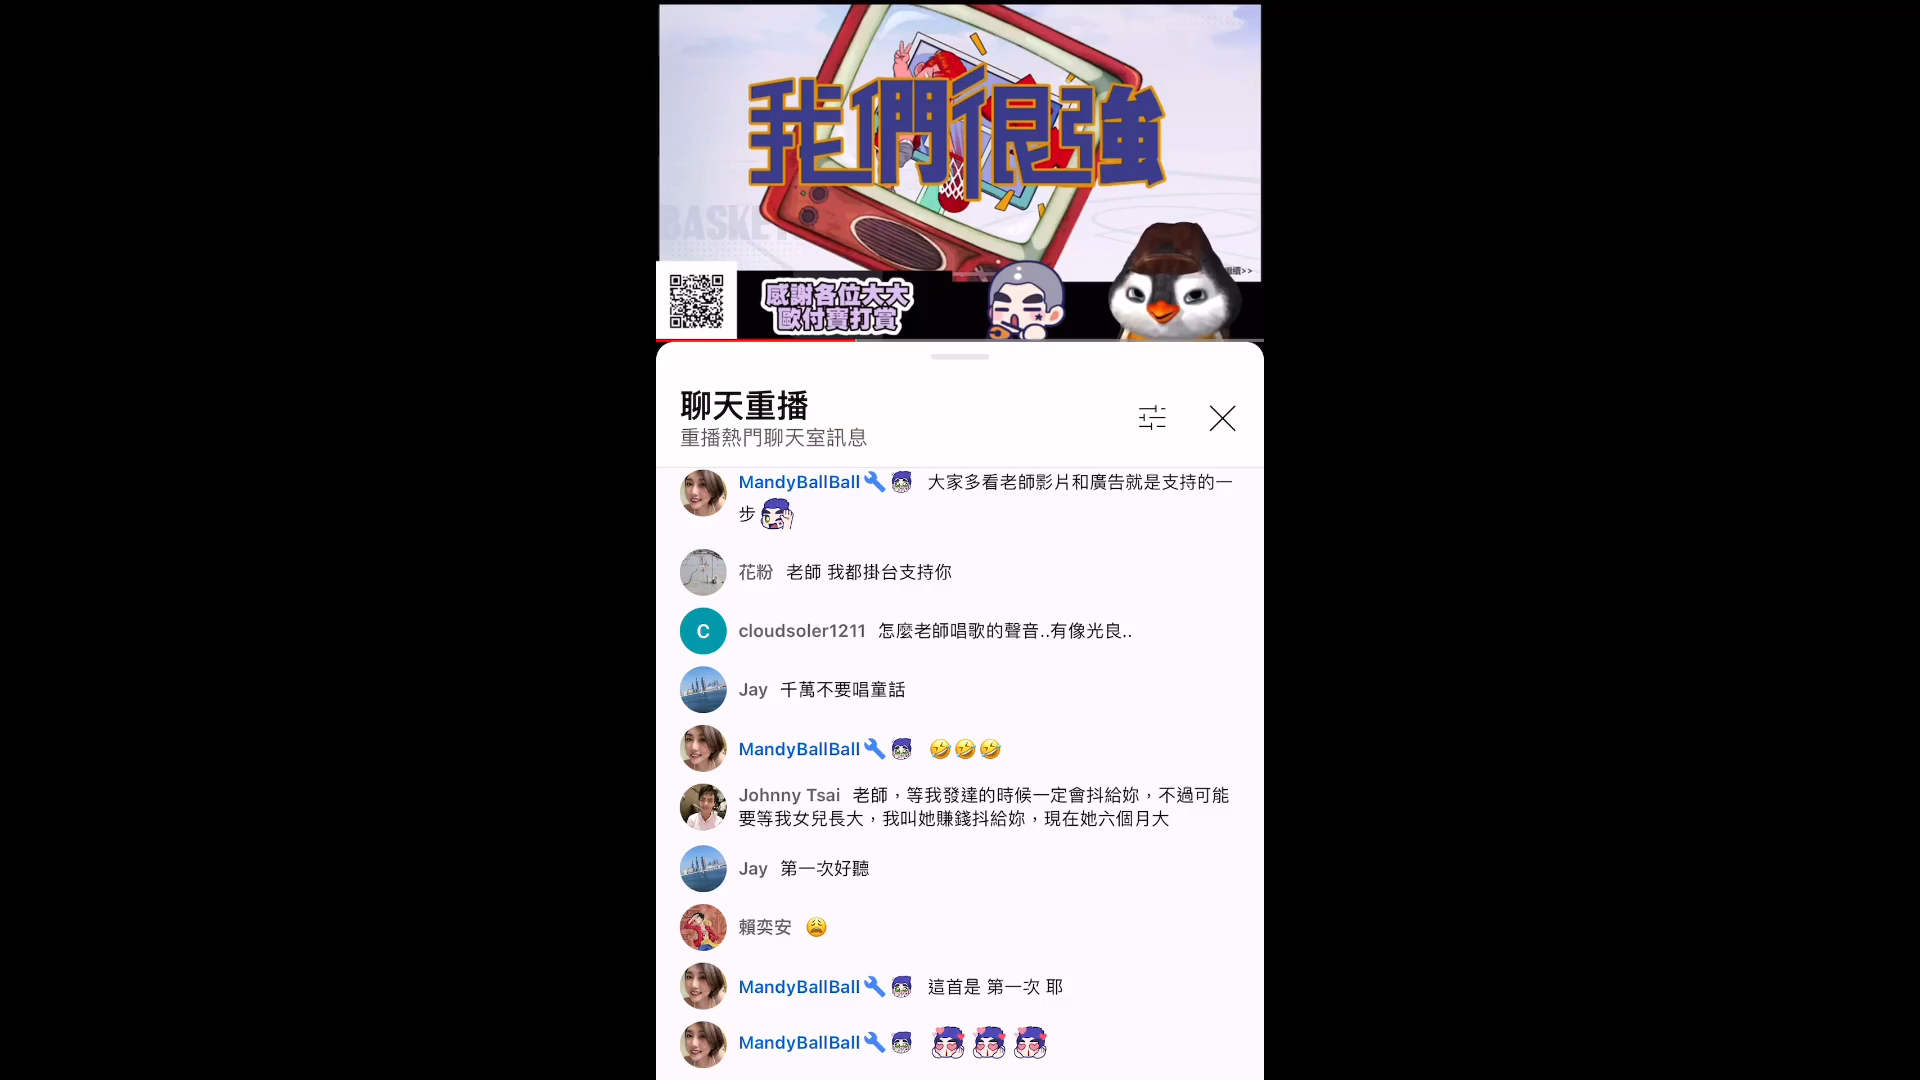 我們很強
BASKET
繼續>>
感謝各位大大
歐付寶打賞
聊天重播
重播熱門聊天室訊息
MandyBallBall 大家多看老師影片和廣告就是支持的一
步
花粉 老師 我都掛台支持你
C cloudsoler1211 怎麼老師唱歌的聲音..有像光良..
Jay 千萬不要唱童話
MandyBallBall 🤣🤣🤣
Johnny Tsai 老師，等我發達的時候一定會抖給妳，不過可能
要等我女兒長大，我叫她賺錢抖給妳，現在她六個月大
Jay 第一次好聽
賴奕安 😩
MandyBallBall 這首是 第一次 耶
MandyBallBall